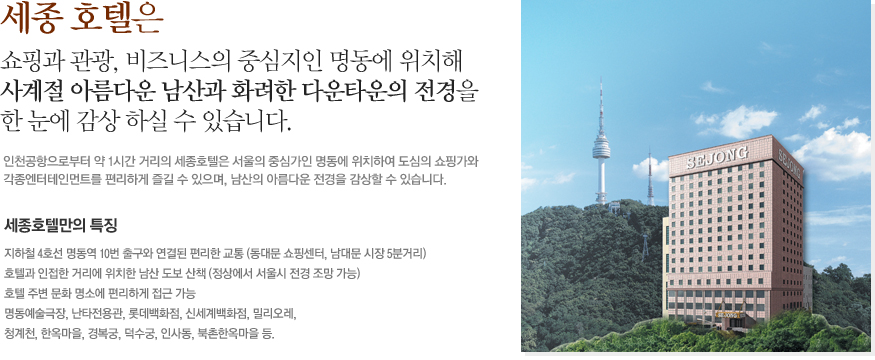 세종 호텔은
쇼핑과 관광, 비즈니스의 중심지인 명동에 위치해
사계절 아름다운 남산과 화려한 다운타운의 전경을
한 눈에 감상 하실 수 있습니다.
인천공항으로부터 약 1시간 거리의 세종호텔은 서울의 중심가인 명동에 위치하여 도심의 쇼핑가와
각종엔터테인먼트를 편리하게 즐길 수 있으며, 남산의 아름다운 전경을 감상할 수 있습니다.
세종호텔만의 특징
지하철 4호선 명동역 10번 출구와 연결된 편리한 교통 (동대문 쇼핑센터, 남대문 시장 5분거리)
호텔과 인접한 거리에 위치한 남산 도보 산책 (정상에서 서울시 전경 조망 가능)
호텔 주변 문화 명소에 편리하게 접근 가능
명동예술극장, 난타전용관, 롯데백화점, 신세계백화점, 밀리오레,
청계천, 한옥마을, 경복궁, 덕수궁, 인사동, 북촌한옥마을 등.
SEJONG
SEJONG